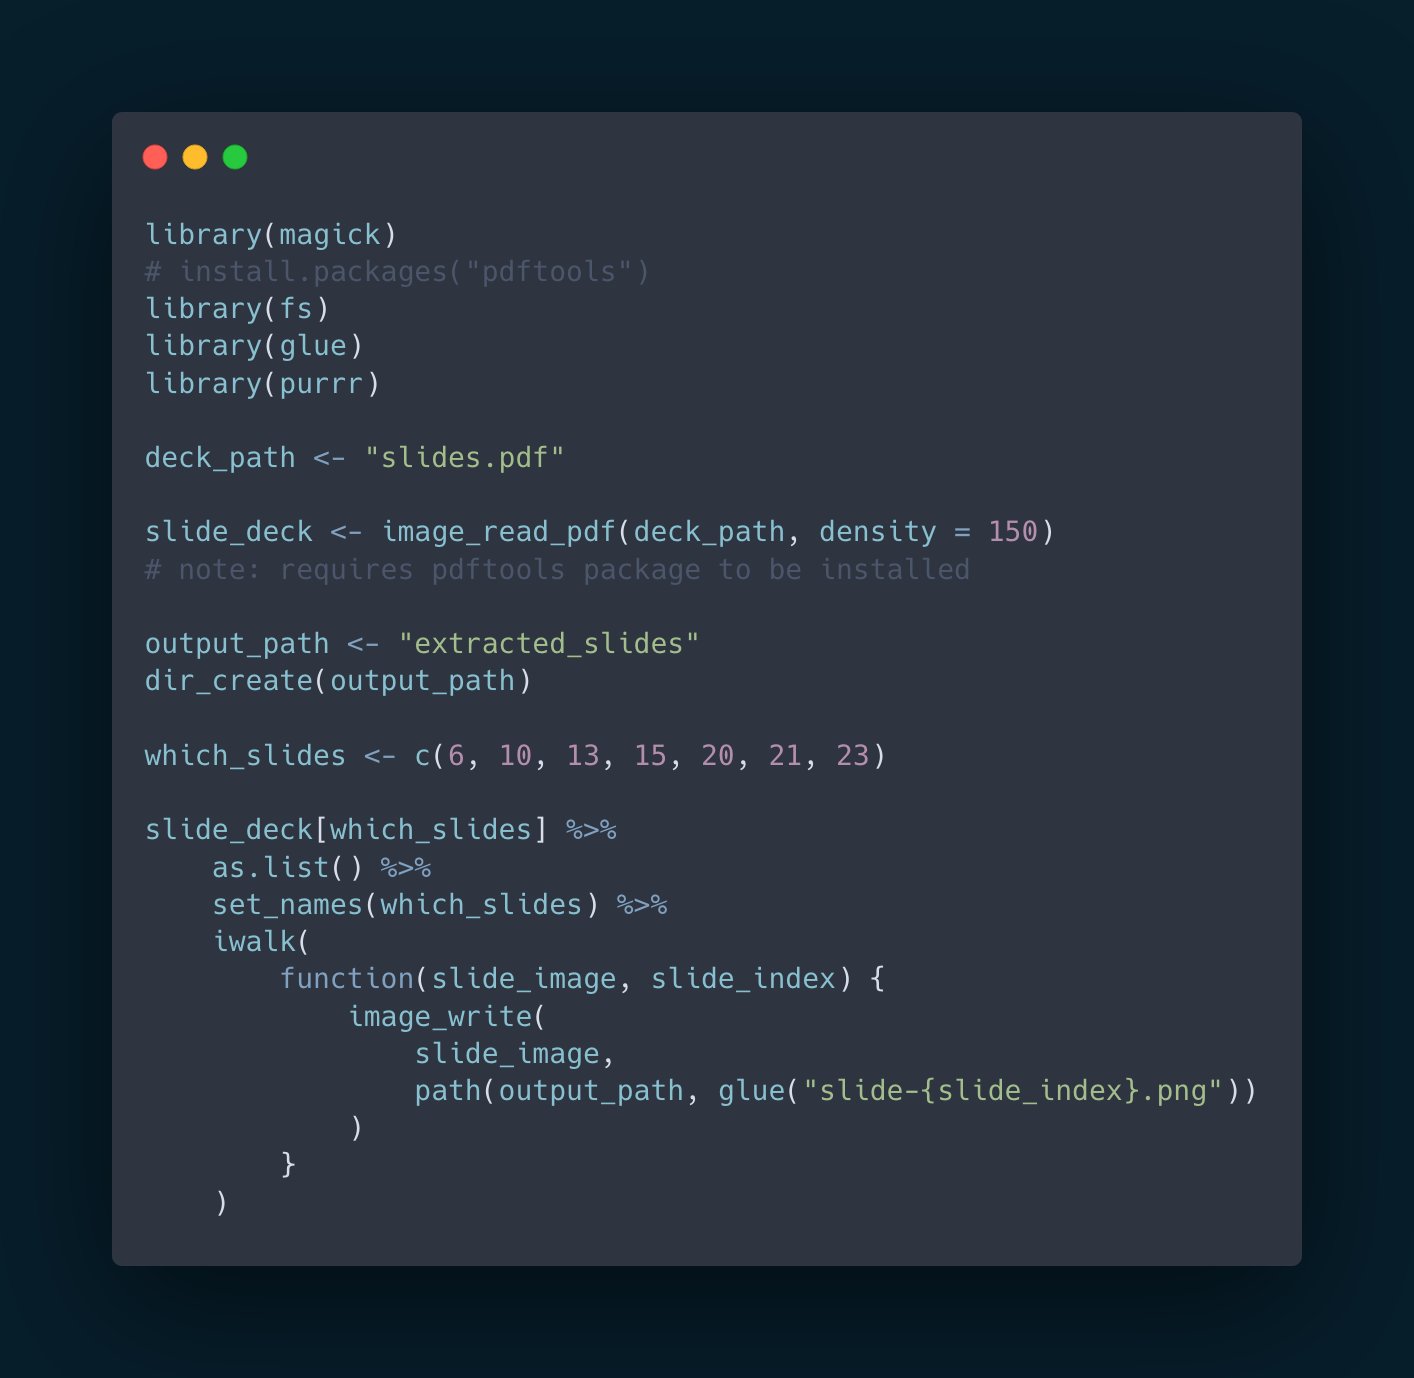 library(magick)
# install.packages("pdftools")
library(fs)
library(glue)
library(purrr)

deck_path <- "slides.pdf"

slide_deck <- image_read_pdf(deck_path, density = 150)
# note: requires pdftools package to be installed

output_path <- "extracted_slides"
dir_create(output_path)

which_slides <- c(6, 10, 13, 15, 20, 21, 23)

slide_deck[which_slides] %>%
    as.list() %>%
    set_names(which_slides) %>%
    iwalk(
        function(slide_image, slide_index) {
            image_write(
                slide_image,
                path(output_path, glue("slide-{slide_index}.png"))
            )
        }
    )